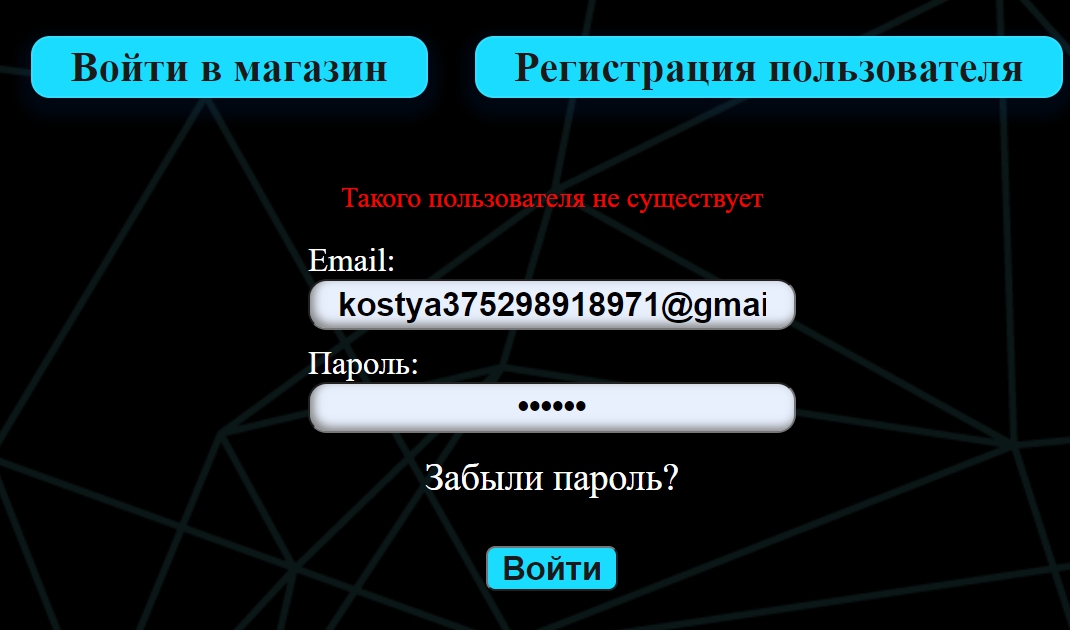 Войти в магазин
Регистрация пользователя
Такого пользователя не существует
Email:
kostya375298918971@gmai
Пароль:
••••••
Забыли пароль?
Войти